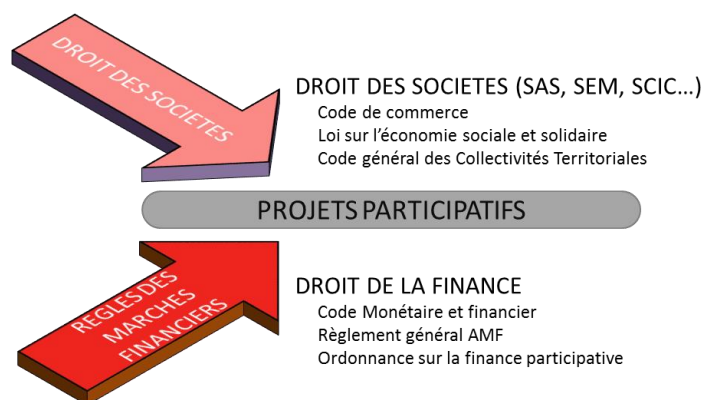 DROIT DES SOCIETES
DROIT DES SOCIETES (SAS, SEM, SCIC…)
Code de commerce
Loi sur l’économie sociale et solidaire
Code général des Collectivités Territoriales
PROJETS PARTICIPATIFS
REGLES DES
MARCHES
FINANCIERS
DROIT DE LA FINANCE
Code Monétaire et financier
Règlement général AMF
Ordonnance sur la finance participative